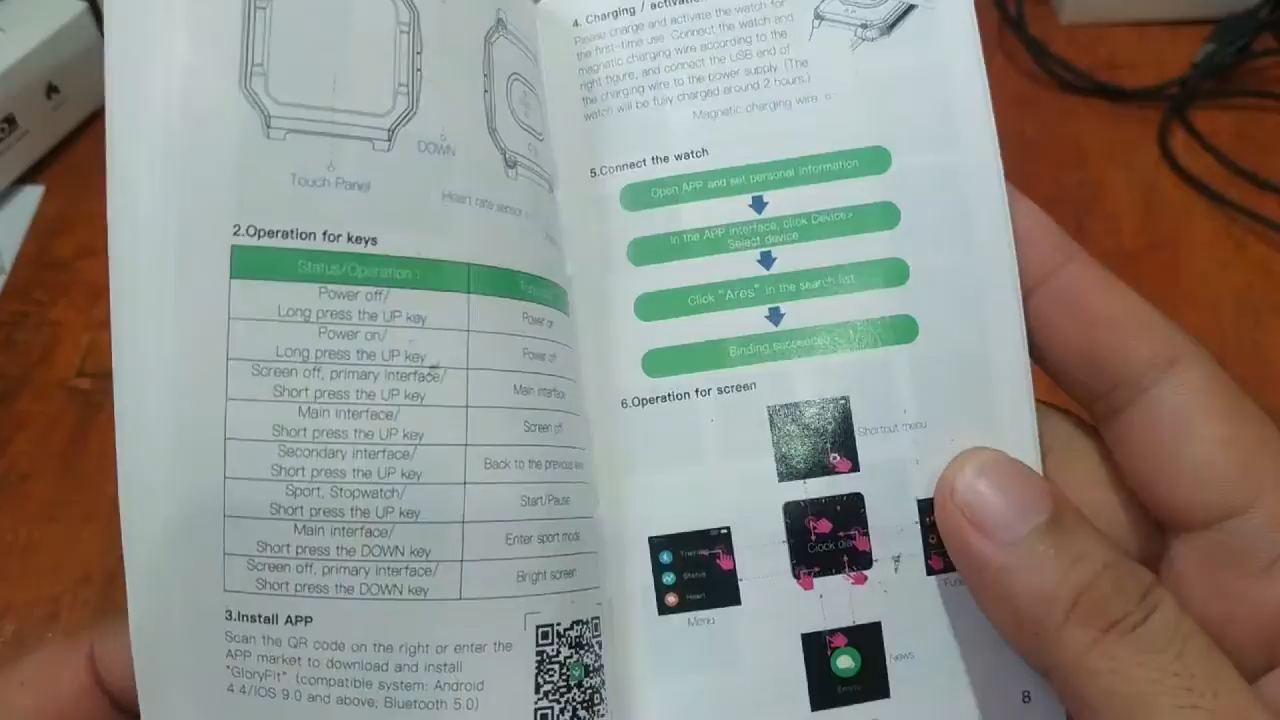 DOWN
Touch Panel
Heart rate sensor
2.Operation for keys
Status/Operation :
Power off/
Long press the UP key
Power on
Power on/
Long press the UP key
Power off
Screen off, primary Interface/
Short press the UP key
Main interface
Main interface/
Short press the UP key
Screen off
Secondary interface/
Short press the UP key
Back to the previous
Sport, Stopwatch/
Short press the UP key
Start/Pause
Main interface/
Short press the DOWN key
Enter sport mode
Screen off, primary interface/
Short press the DOWN key
Bright screen
3.Install APP
Scan the QR code on the right or enter the
APP market to download and install
"GloryFit" (compatible system: Android
4.4/IOS 9.0 and above; Bluetooth 5.0)
4. Charging / activation
Please charge and activate the watch for
the first-time use. Connect the watch and
magnetic charging wire according to the
right figure, and connect the USB end of
the charging wire to the power supply. (The
watch will be fully charged around 2 hours.)
Magnetic charging wire
5.Connect the watch
Open APP and set personal information
In the APP interface, click Device>
Select device
Click "Ares" in the search list
Binding succeeded
6.Operation for screen
Shortcut menu
Clock dial
Status
Heart
Menu
News
8